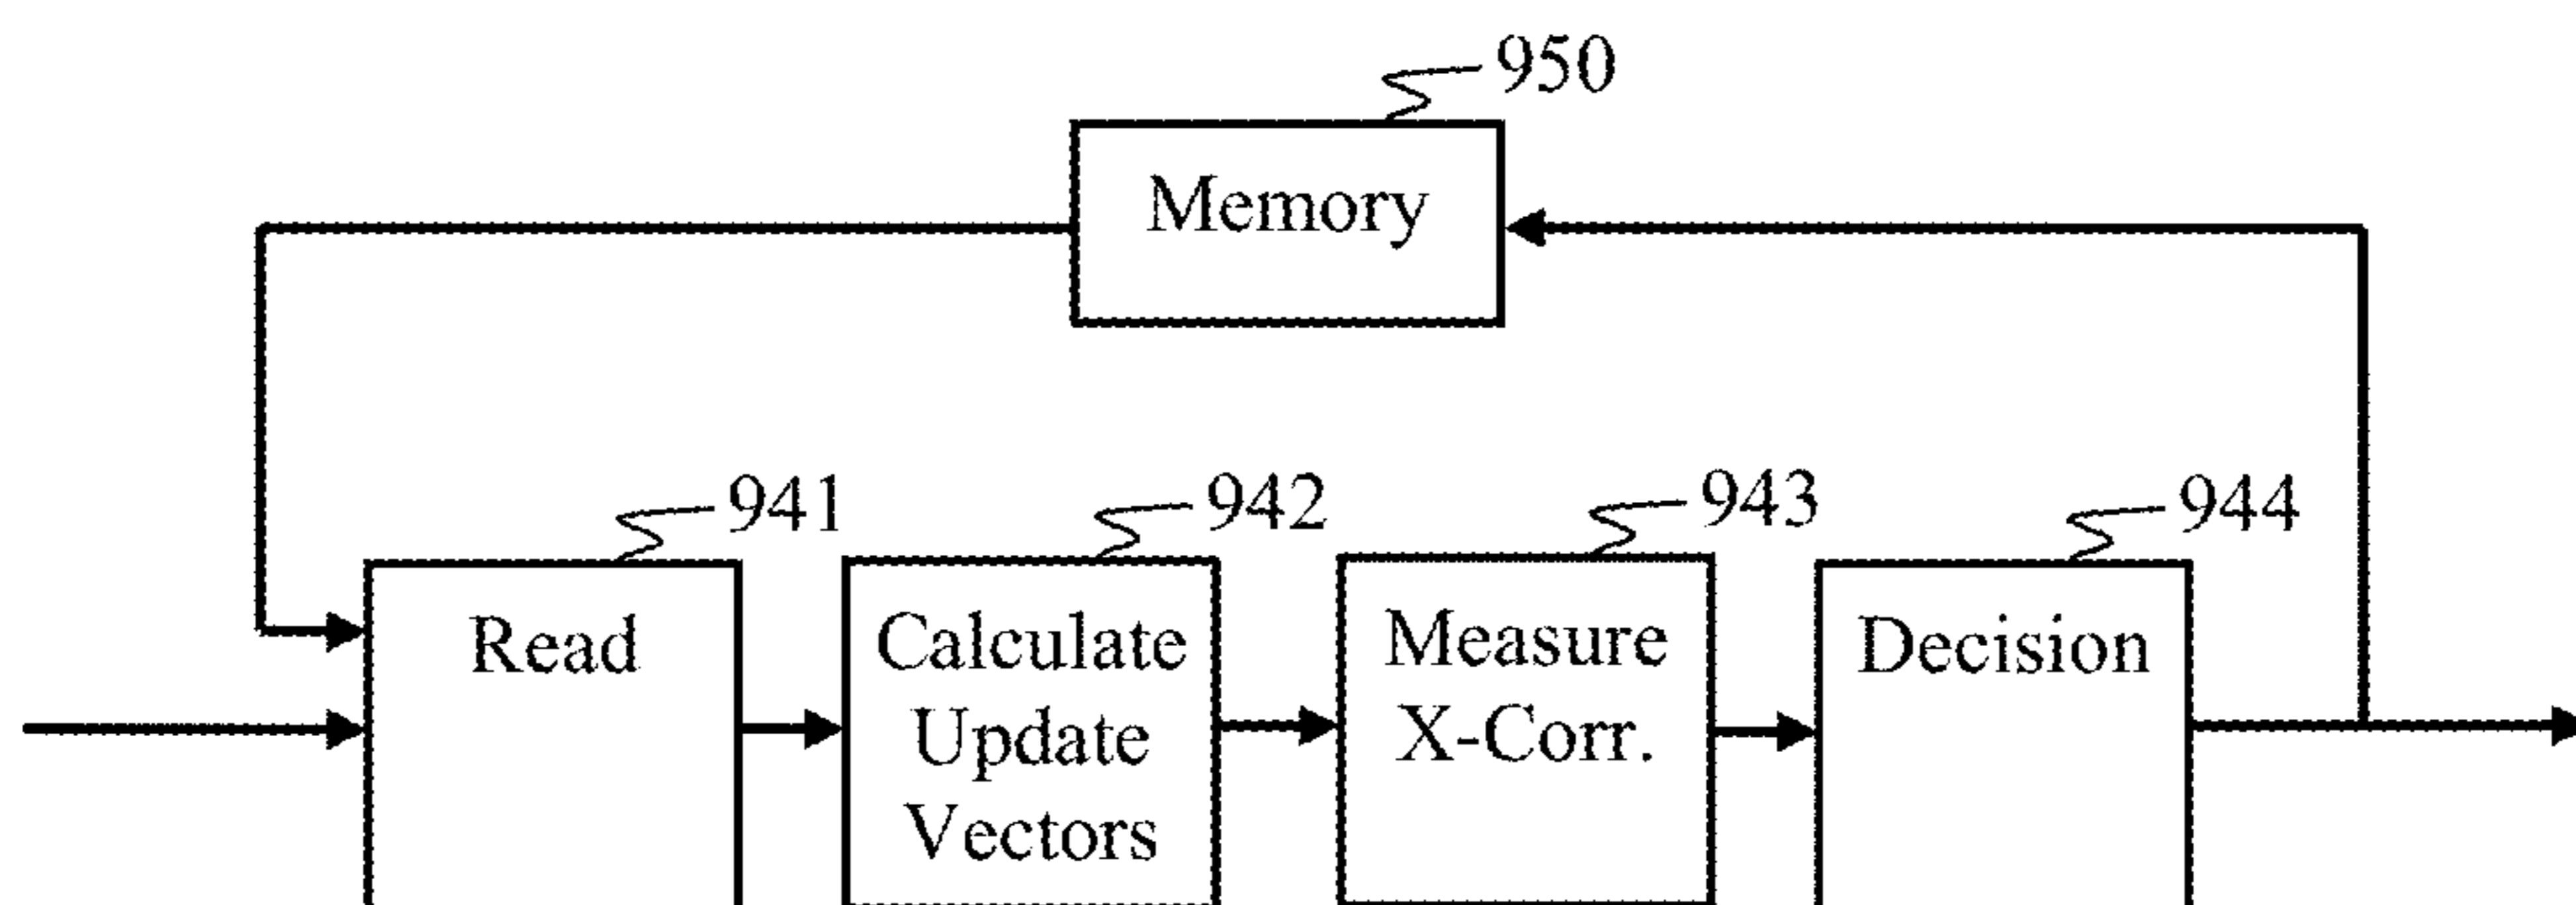 950
Memory
941
942
943
944
Read
Calculate
Update
Vectors
Measure
X-Corr.
Decision